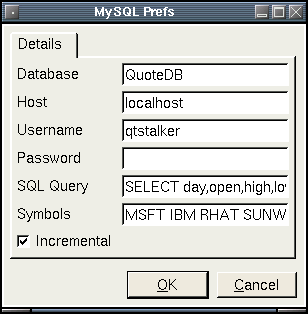 MySQL Prefs
Details
Database QuoteDB
Host localhost
Username qtstalker
Password
SQL Query SELECT day,open,high,lo
Symbols MSFT IBM RHAT SUNW
Incremental
OK Cancel